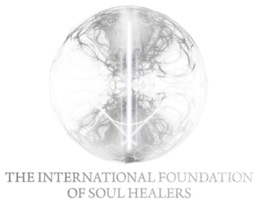 THE INTERNATIONAL FOUNDATION
OF SOUL HEALERS